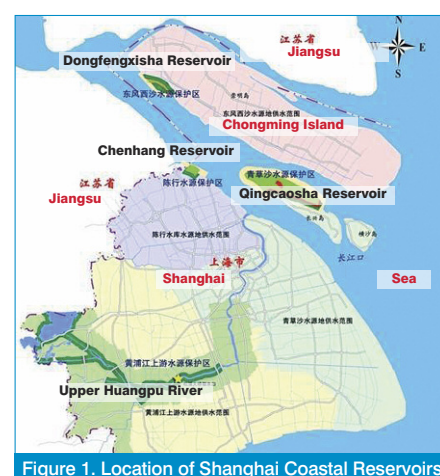 N
江苏省
Jiangsu
W
E
S
Dongfengxisha Reservoir
东风西沙水源保护区
崇明岛
东风西沙水源地供水范围
Chongming Island
Chenhang Reservoir
江苏省
Jiangsu
陈行水源保护区
青草沙水源保护区
Qingcaosha Reservoir
长兴岛
横沙岛
陈行水库水源地供水范围
长江口
上海市
Shanghai
Sea
青草沙水源地供水范围
黄浦江上游水源保护区
Upper Huangpu River
黄浦江上游水源地供水范围
Figure 1. Location of Shanghai Coastal Reservoirs